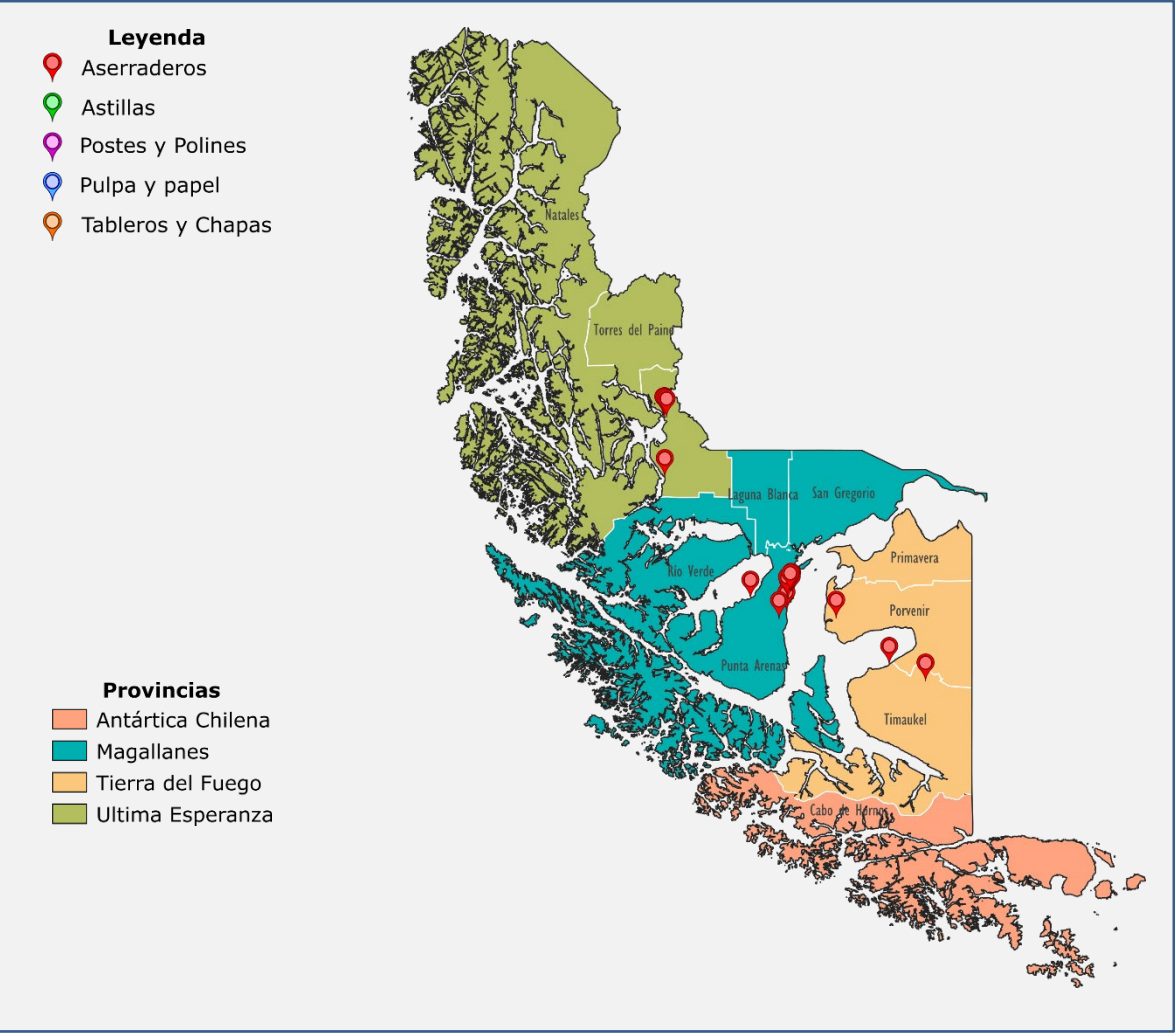 Leyenda
Aserraderos
Astillas
Postes y Polines
Pulpa y papel
Tableros y Chapas
Natales
Torres del Paine
Laguna Blanca
San Gregorio
Primavera
Río Verde
Porvenir
Punta Arenas
Timaukel
Cabo de Hornos
Provincias
Antártica Chilena
Magallanes
Tierra del Fuego
Ultima Esperanza